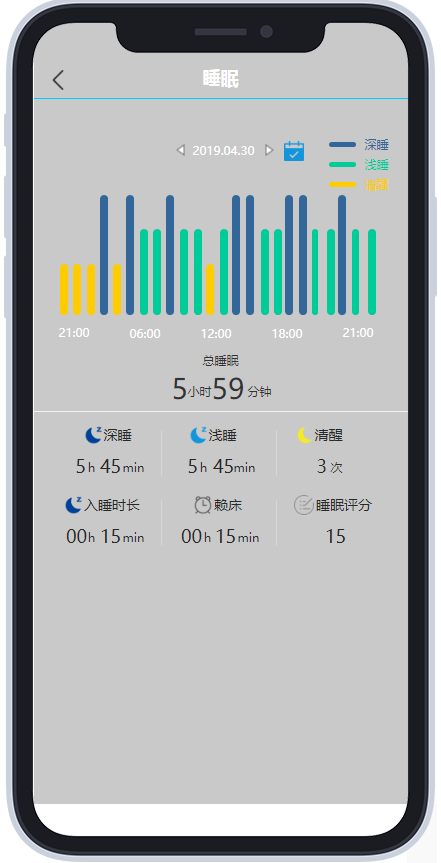 睡眠
2019.04.30
深睡
浅睡
21:00 06:00 12:00 18:00 21:00
总睡眠
5小时59分钟
深睡 浅睡 清醒
5h 45min 5h 45min 3次
入睡时长 赖床 睡眠评分
00h 15min 00h 15min 15